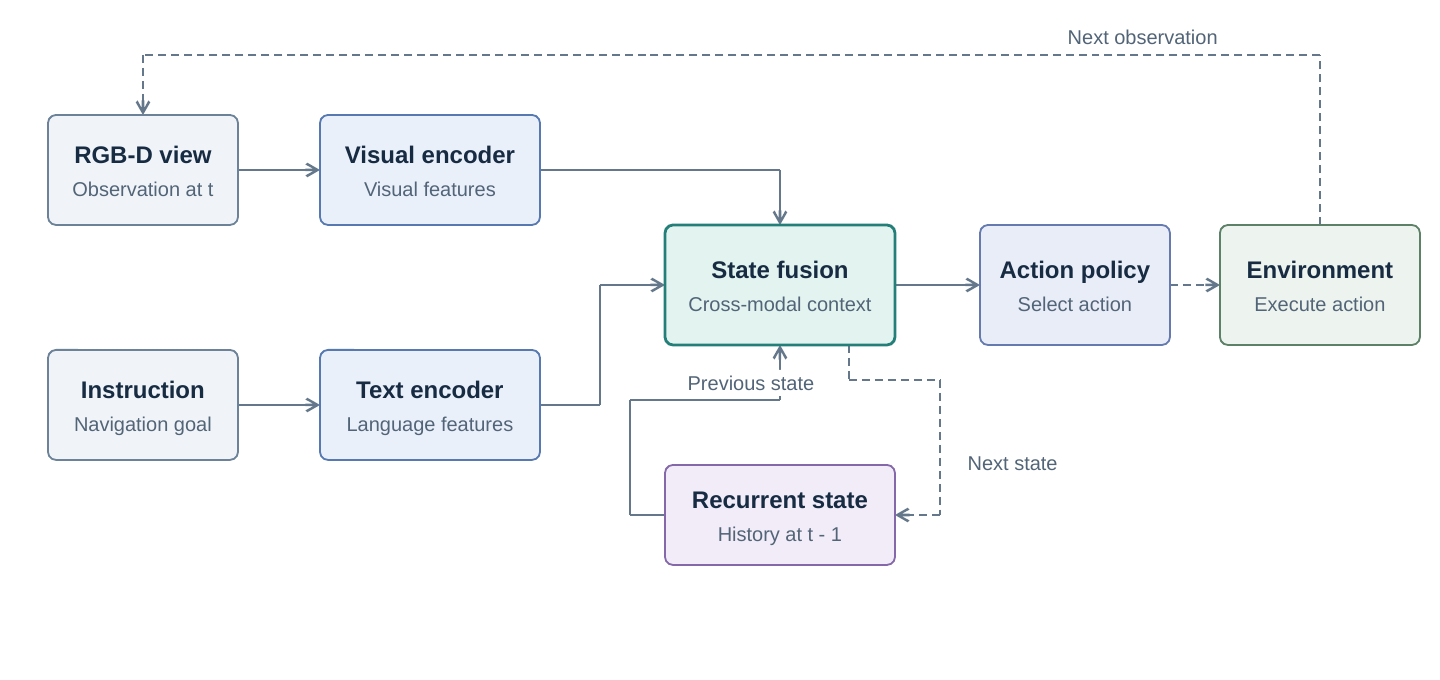 Next observation
RGB-D view
Observation at t
Visual encoder
Visual features
State fusion
Cross-modal context
Action policy
Select action
Environment
Execute action
Instruction
Navigation goal
Text encoder
Language features
Previous state
Next state
Recurrent state
History at t - 1